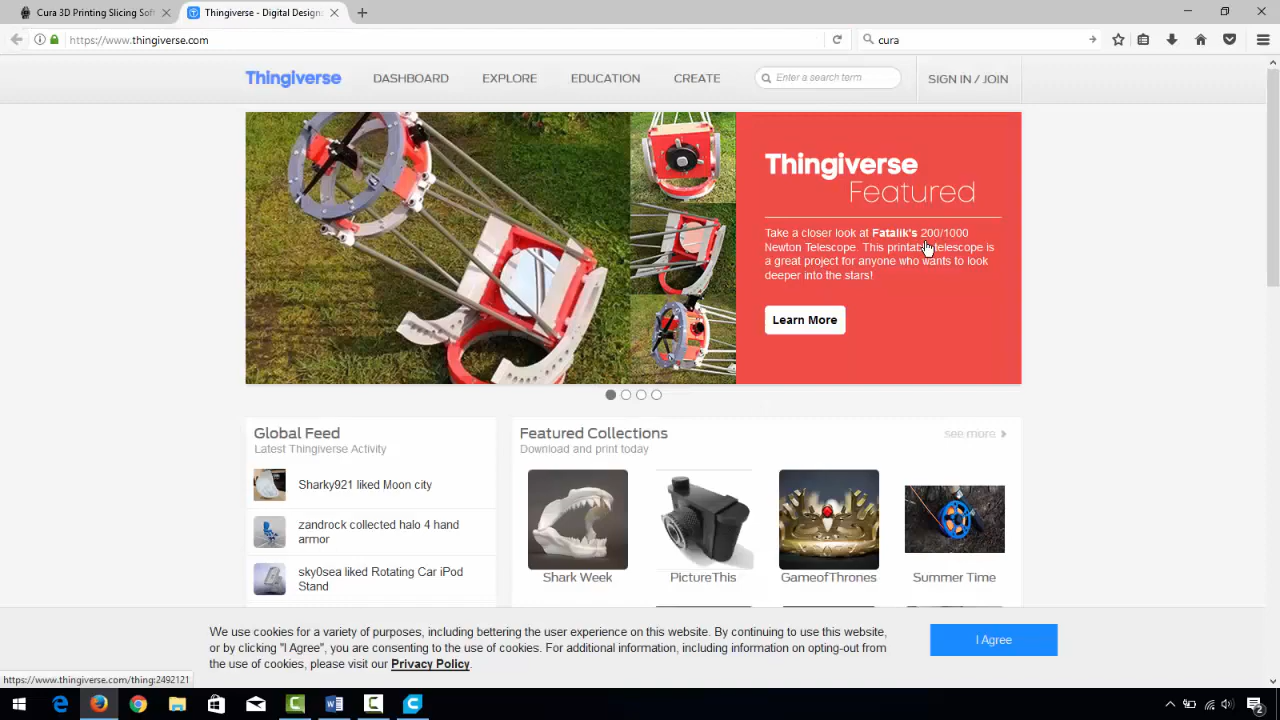 Cura 3D Printing Slicing Soft
Thingiverse - Digital Design
https://www.thingiverse.com
cura
Thingiverse
DASHBOARD
EXPLORE
EDUCATION
CREATE
Enter a search term
SIGN IN / JOIN
Thingiverse
Featured
Take a closer look at Fatalik's 200/1000
Newton Telescope. This printable telescope is
a great project for anyone who wants to look
deeper into the stars!
Learn More
Global Feed
Latest Thingiverse Activity
Sharky921 liked Moon city
zandrock collected halo 4 hand
armor
sky0sea liked Rotating Car iPod
Stand
Featured Collections
see more
Download and print today
Shark Week
PictureThis
GameofThrones
Summer Time
We use cookies for a variety of purposes, including bettering the user experience on this website. By continuing to use this website,
or by clicking "I Agree", you are consenting to the use of cookies. For additional information, including information on opting-out from
the use of cookies, please visit our Privacy Policy.
I Agree
https://www.thingiverse.com/thing:2492121
2